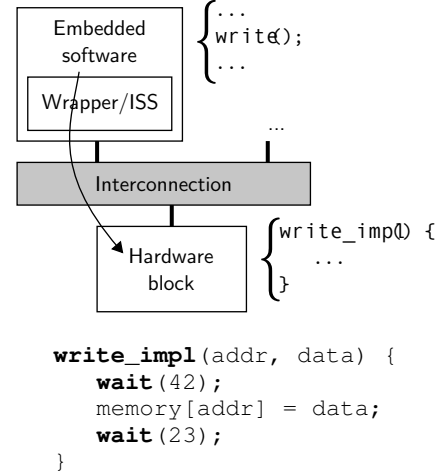 Embedded
software
Wrapper/ISS
...
write();
...
...
Interconnection
Hardware
block
write_impl() {
...
}
write_impl(addr, data) {
wait(42);
memory[addr] = data;
wait(23);
}